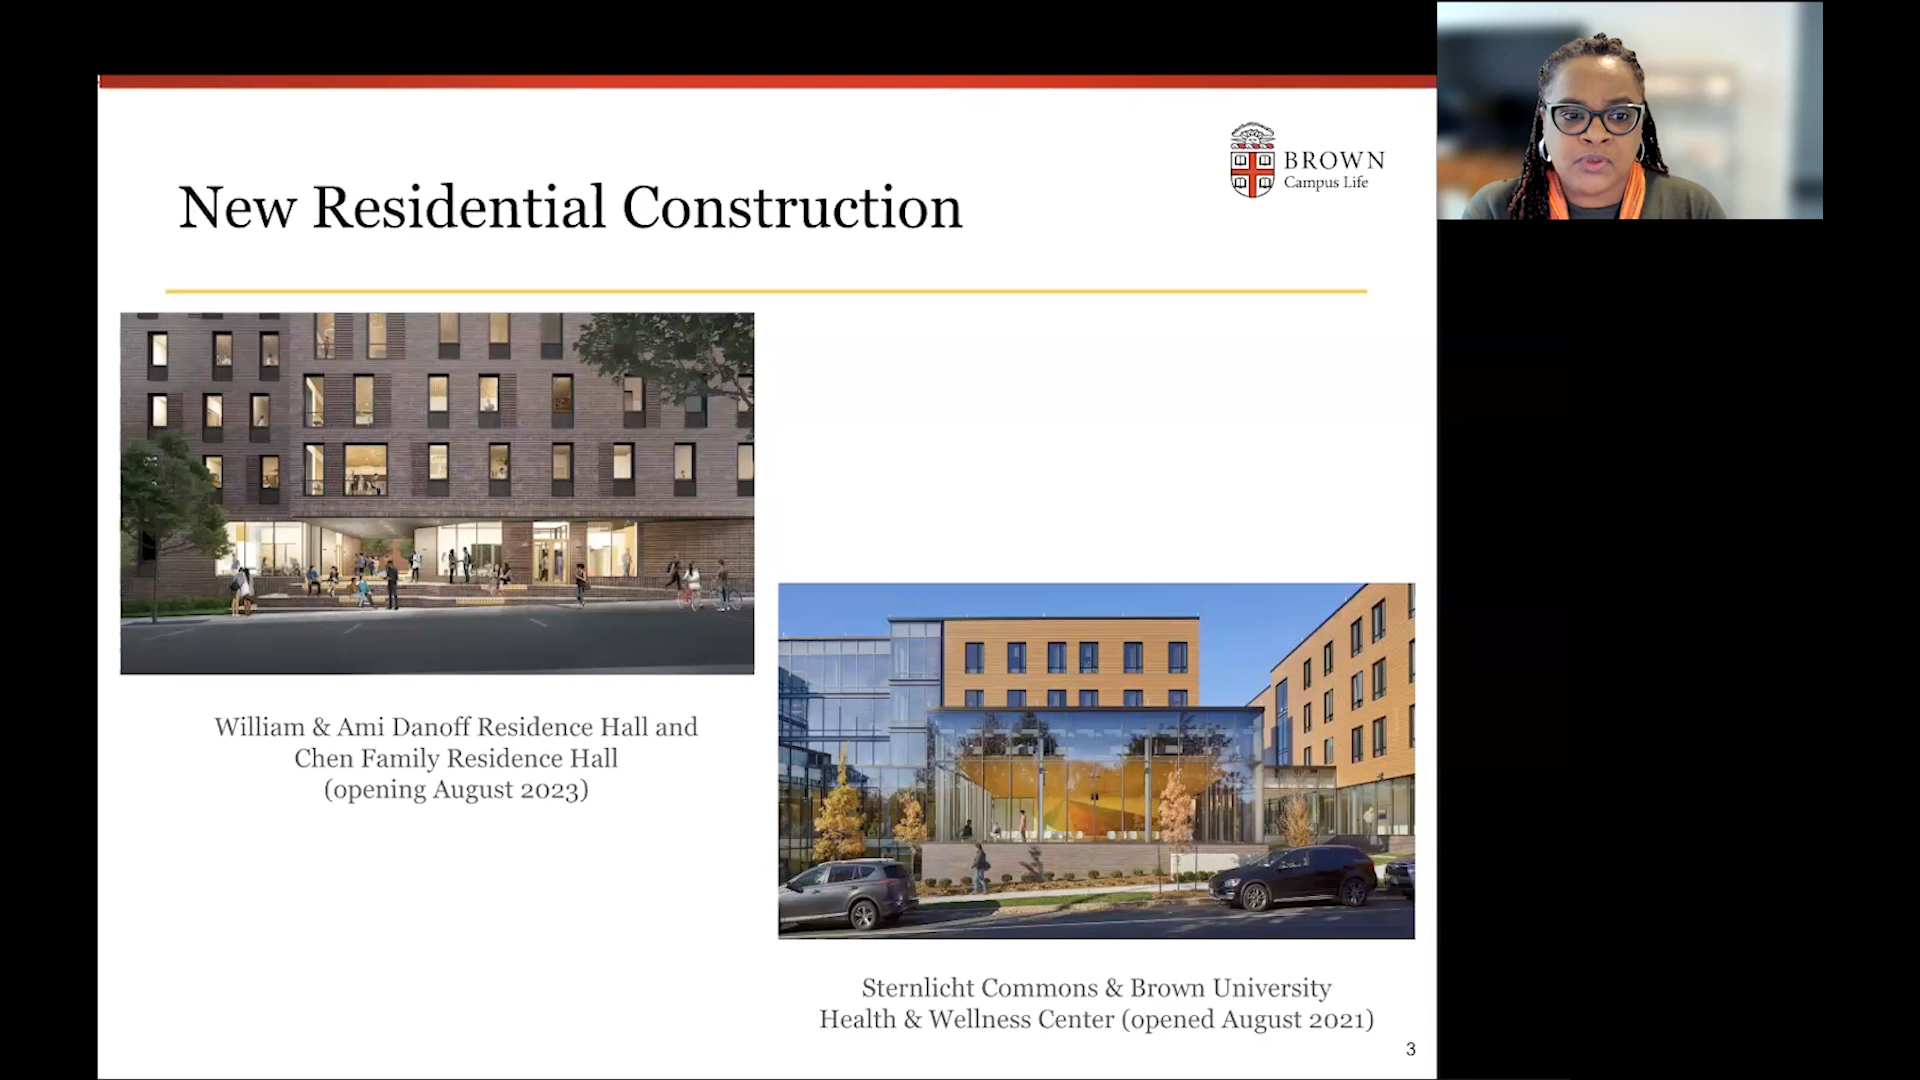 BROWN
Campus Life
New Residential Construction
William & Ami Danoff Residence Hall and
Chen Family Residence Hall
(opening August 2023)
Sternlicht Commons & Brown University
Health & Wellness Center (opened August 2021)
3